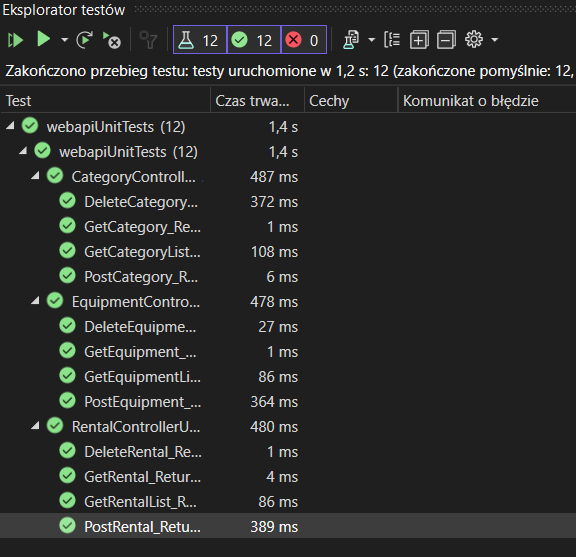 Eksplorator testów
12 12 0
Zakończono przebieg testu: testy uruchomione w 1,2 s: 12 (zakończone pomyślnie: 12,
Test Czas trwa... Cechy Komunikat o błędzie
webapiUnitTests (12) 1,4 s
webapiUnitTests (12) 1,4 s
CategoryControll... 487 ms
DeleteCategory... 372 ms
GetCategory_Re... 1 ms
GetCategoryList... 108 ms
PostCategory_R... 6 ms
EquipmentContro... 478 ms
DeleteEquipme... 27 ms
GetEquipment_... 1 ms
GetEquipmentLi... 86 ms
PostEquipment_... 364 ms
RentalControllerU... 480 ms
DeleteRental_Re... 1 ms
GetRental_Retur... 4 ms
GetRentalList_R... 86 ms
PostRental_Retu... 389 ms